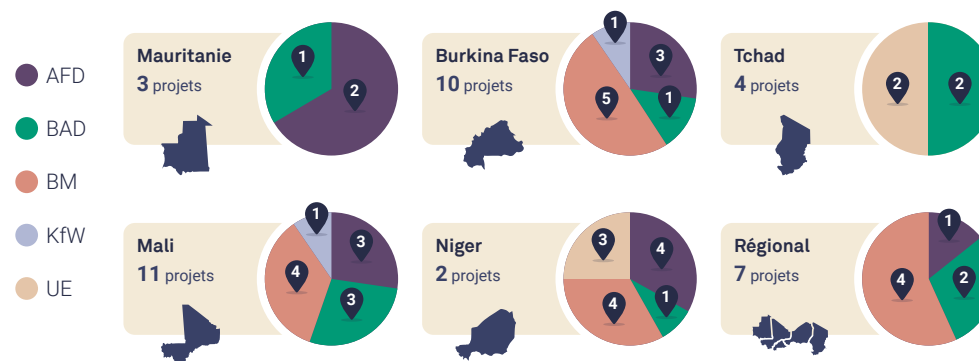 AFD
BAD
BM
KfW
UE
Mauritanie
3 projets
1
2
Burkina Faso
10 projets
1
3
5
1
Tchad
4 projets
2
2
Mali
11 projets
1
3
4
3
Niger
2 projets
3
4
4
1
Régional
7 projets
1
4
2